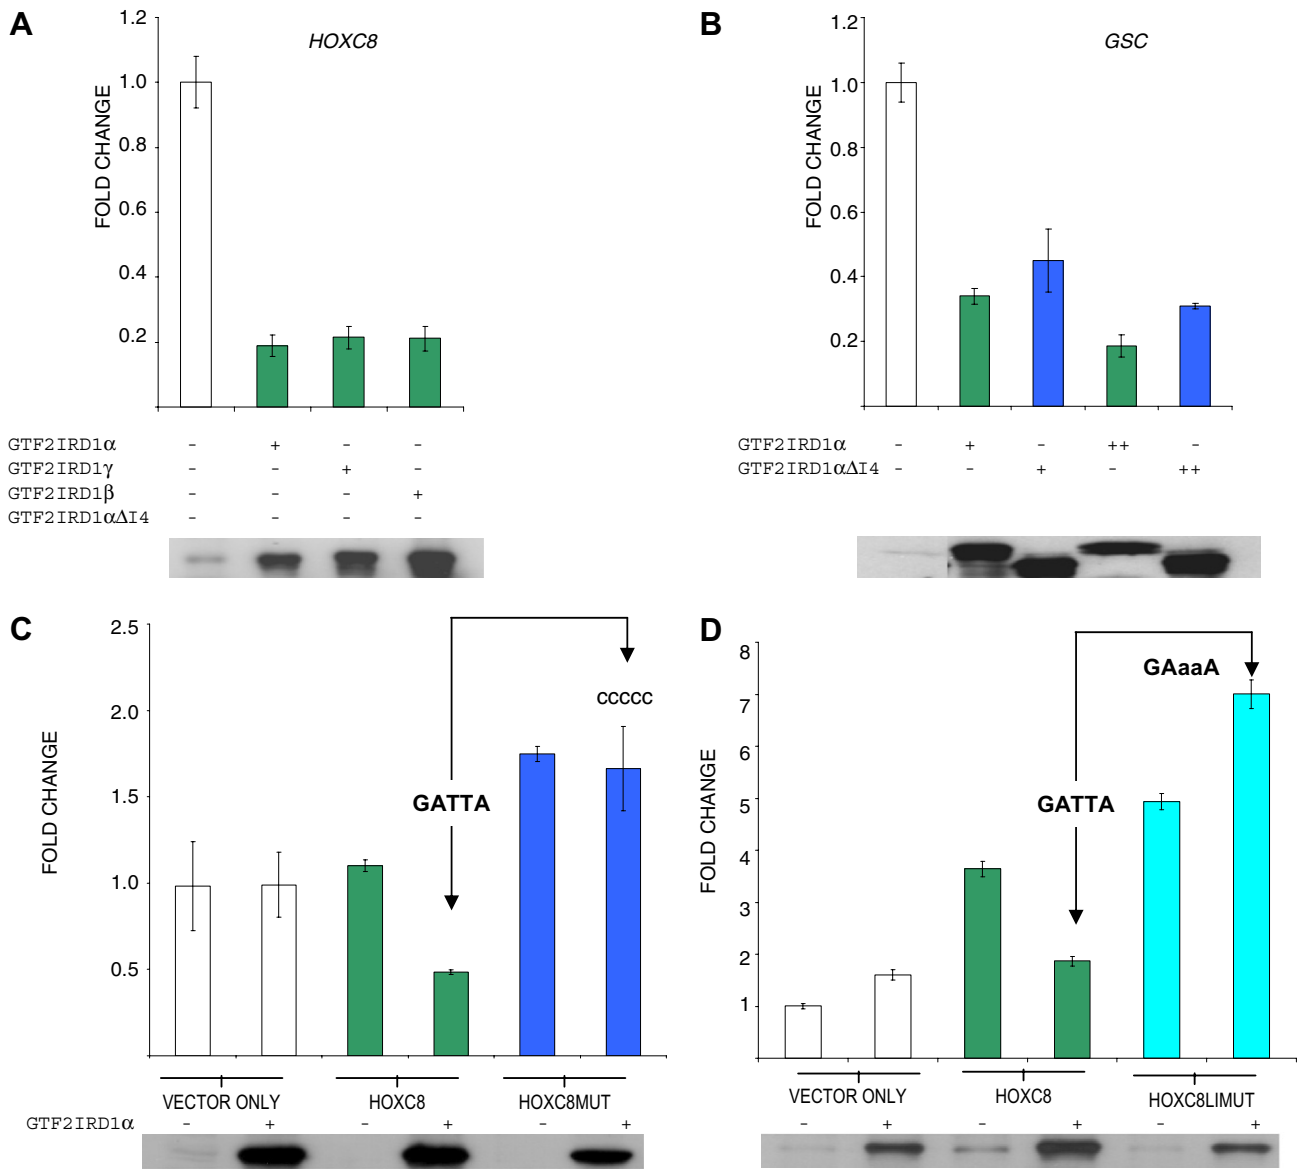 A
HOXC8
FOLD CHANGE
1.2
1.0
0.8
0.6
0.4
0.2
GTF2IRD1α - + - -
GTF2IRD1γ - - + -
GTF2IRD1β - - - +
GTF2IRD1αΔI4 - - - -
B
GSC
FOLD CHANGE
1.2
1.0
0.8
0.6
0.4
0.2
GTF2IRD1α - + - ++ -
GTF2IRD1αΔI4 - - + - ++
C
FOLD CHANGE
2.5
2.0
1.5
1.0
0.5
CCCCC
GATTA
VECTOR ONLY HOXC8 HOXC8MUT
GTF2IRD1α - + - + - +
D
FOLD CHANGE
8
7
6
5
4
3
2
1
GAaaA
GATTA
VECTOR ONLY HOXC8 HOXC8LIMUT
- + - + - +